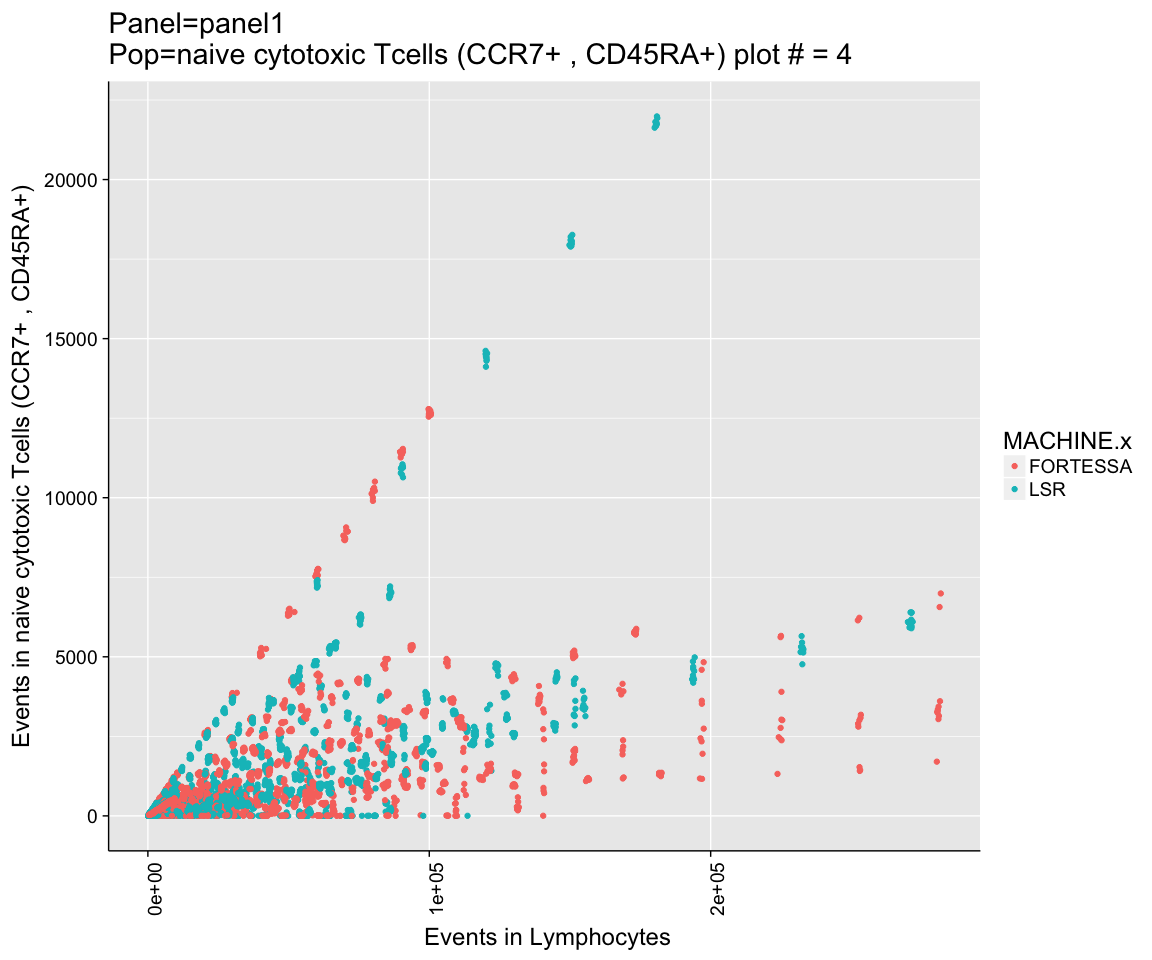 Panel=panel1
Pop=naive cytotoxic Tcells (CCR7+ , CD45RA+) plot # = 4
Events in naive cytotoxic Tcells (CCR7+ , CD45RA+)
20000
15000
10000
5000
0
0e+00
1e+05
2e+05
Events in Lymphocytes
MACHINE.x
FORTESSA
LSR